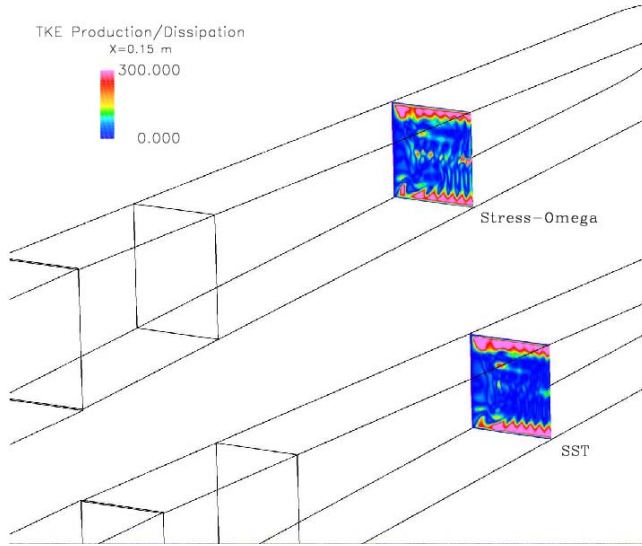 TKE Production/Dissipation
X=0.15 m
300.000
0.000
Stress-Omega
SST